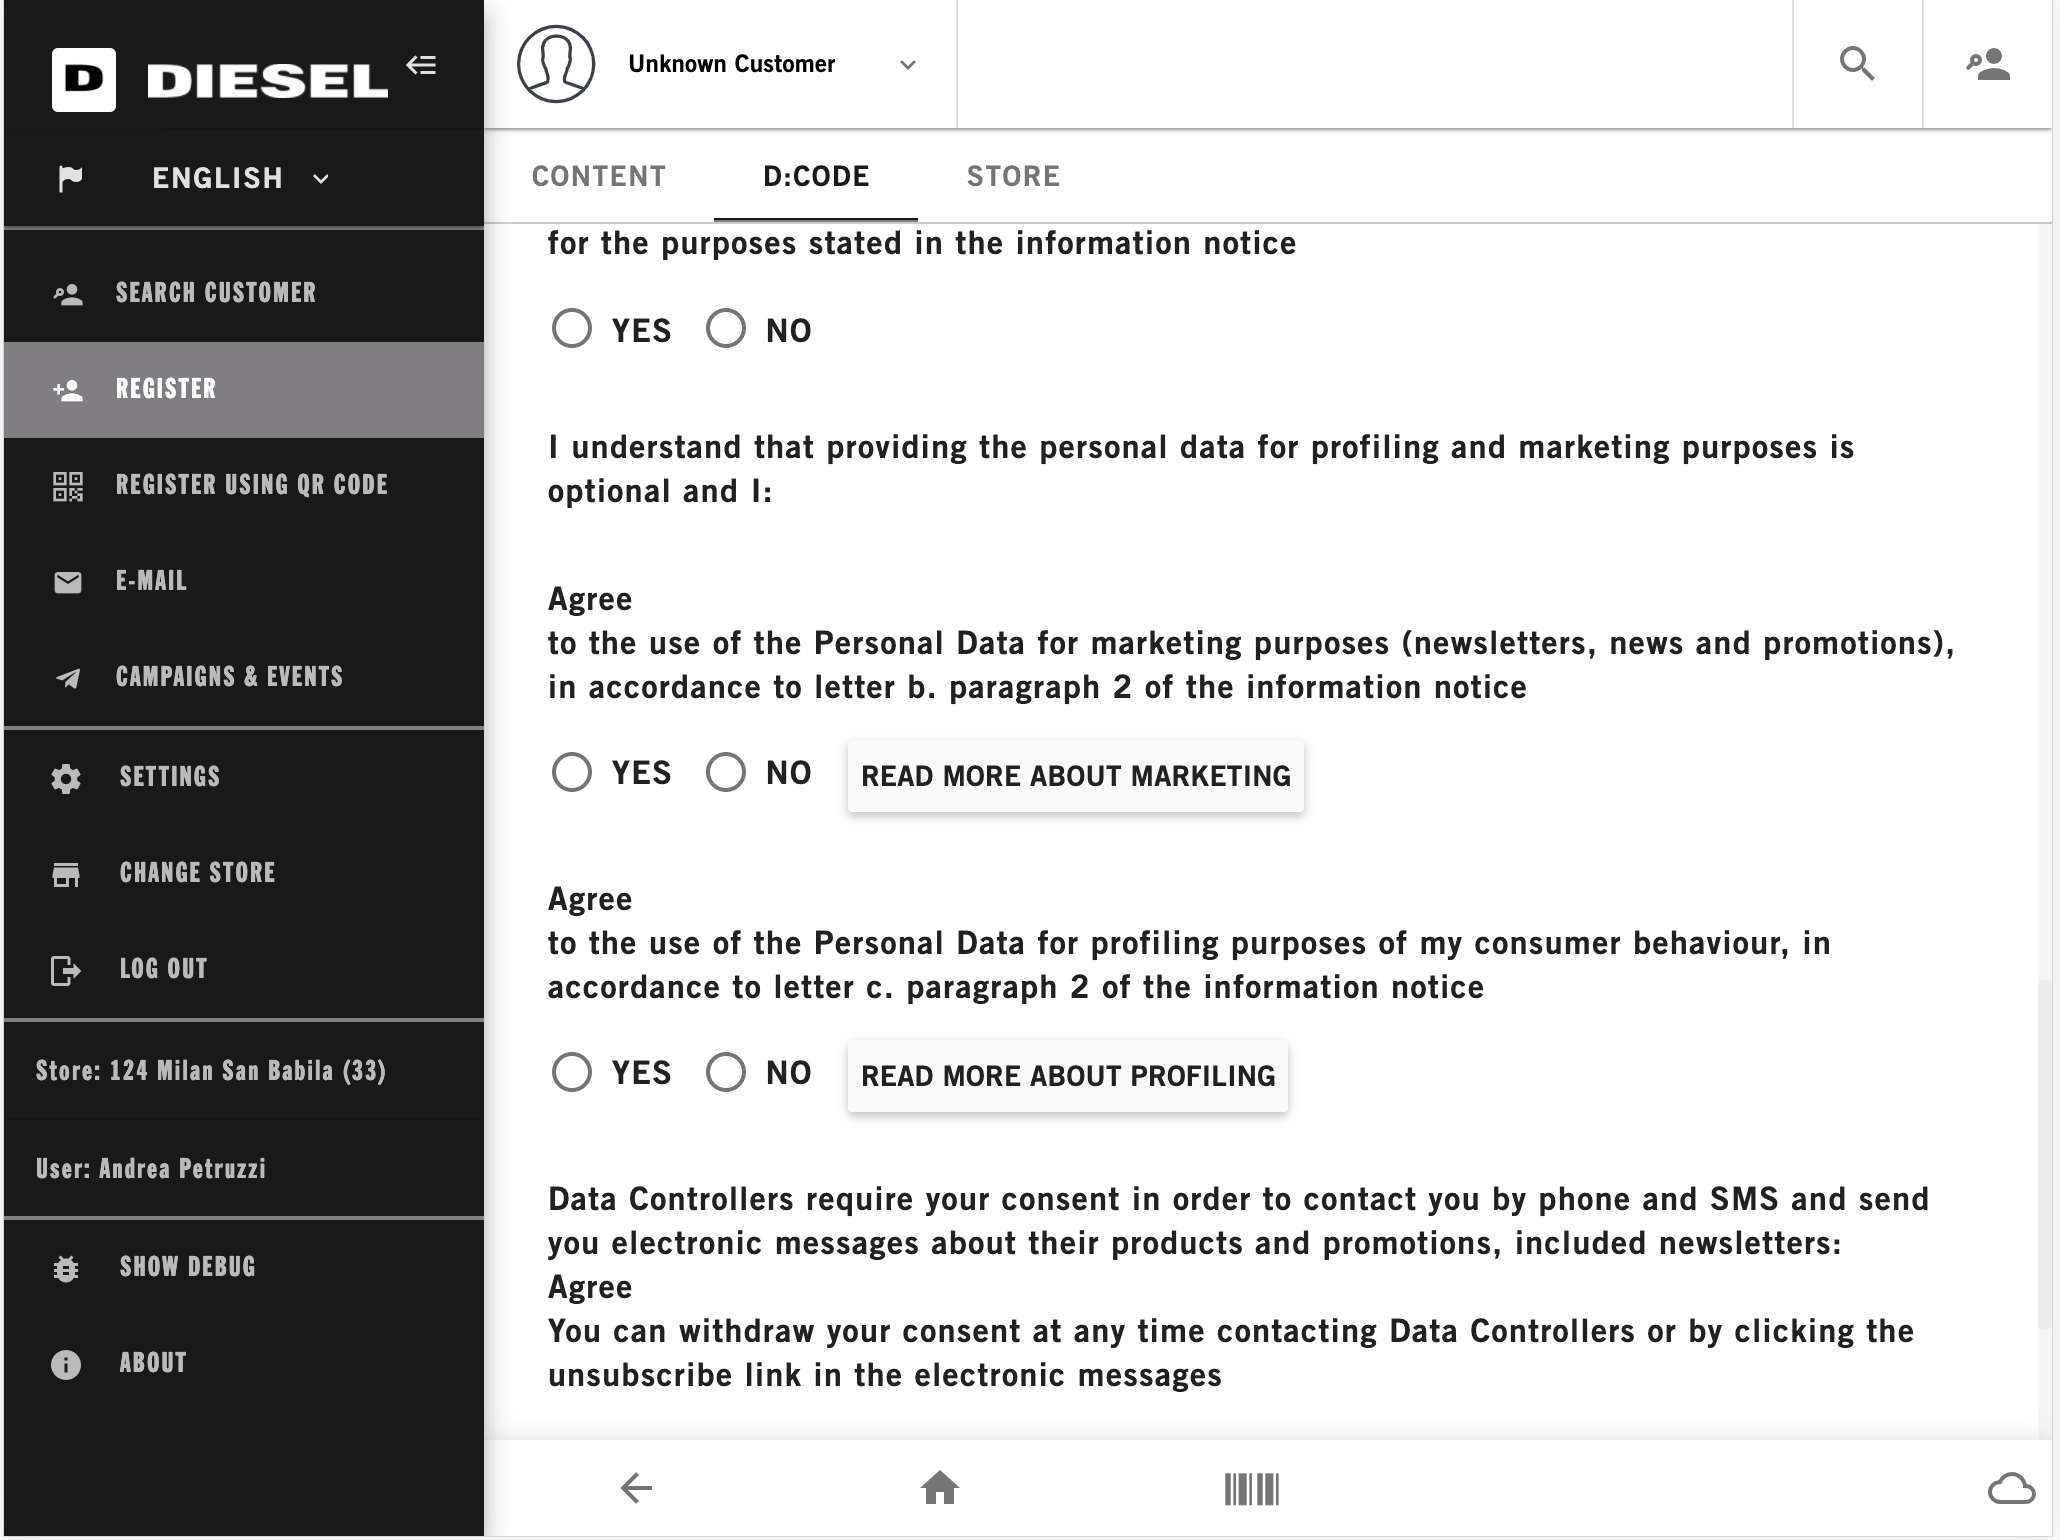 D DIESEL
ENGLISH
SEARCH CUSTOMER
REGISTER
REGISTER USING QR CODE
E-MAIL
CAMPAIGNS & EVENTS
SETTINGS
CHANGE STORE
LOG OUT
Store: 124 Milan San Babila (33)
User: Andrea Petruzzi
SHOW DEBUG
ABOUT
Unknown Customer
CONTENT D:CODE STORE
for the purposes stated in the information notice
YES NO
I understand that providing the personal data for profiling and marketing purposes is
optional and I:
Agree
to the use of the Personal Data for marketing purposes (newsletters, news and promotions),
in accordance to letter b. paragraph 2 of the information notice
YES NO READ MORE ABOUT MARKETING
Agree
to the use of the Personal Data for profiling purposes of my consumer behaviour, in
accordance to letter c. paragraph 2 of the information notice
YES NO READ MORE ABOUT PROFILING
Data Controllers require your consent in order to contact you by phone and SMS and send
you electronic messages about their products and promotions, included newsletters:
Agree
You can withdraw your consent at any time contacting Data Controllers or by clicking the
unsubscribe link in the electronic messages